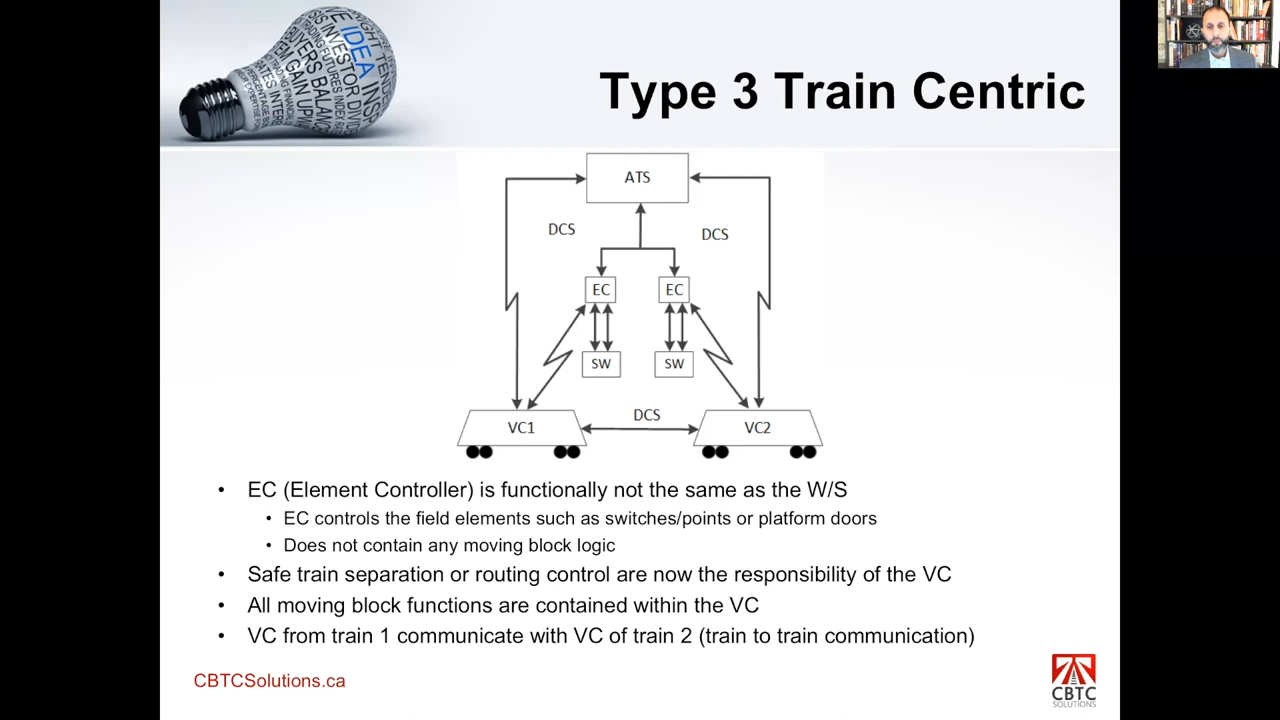 Type 3 Train Centric
IDEA
ATS
DCS
DCS
EC
EC
SW
SW
DCS
VC1
VC2
• EC (Element Controller) is functionally not the same as the W/S
• EC controls the field elements such as switches/points or platform doors
• Does not contain any moving block logic
• Safe train separation or routing control are now the responsibility of the VC
• All moving block functions are contained within the VC
• VC from train 1 communicate with VC of train 2 (train to train communication)
CBTCSolutions.ca
CBTC
SOLUTIONS